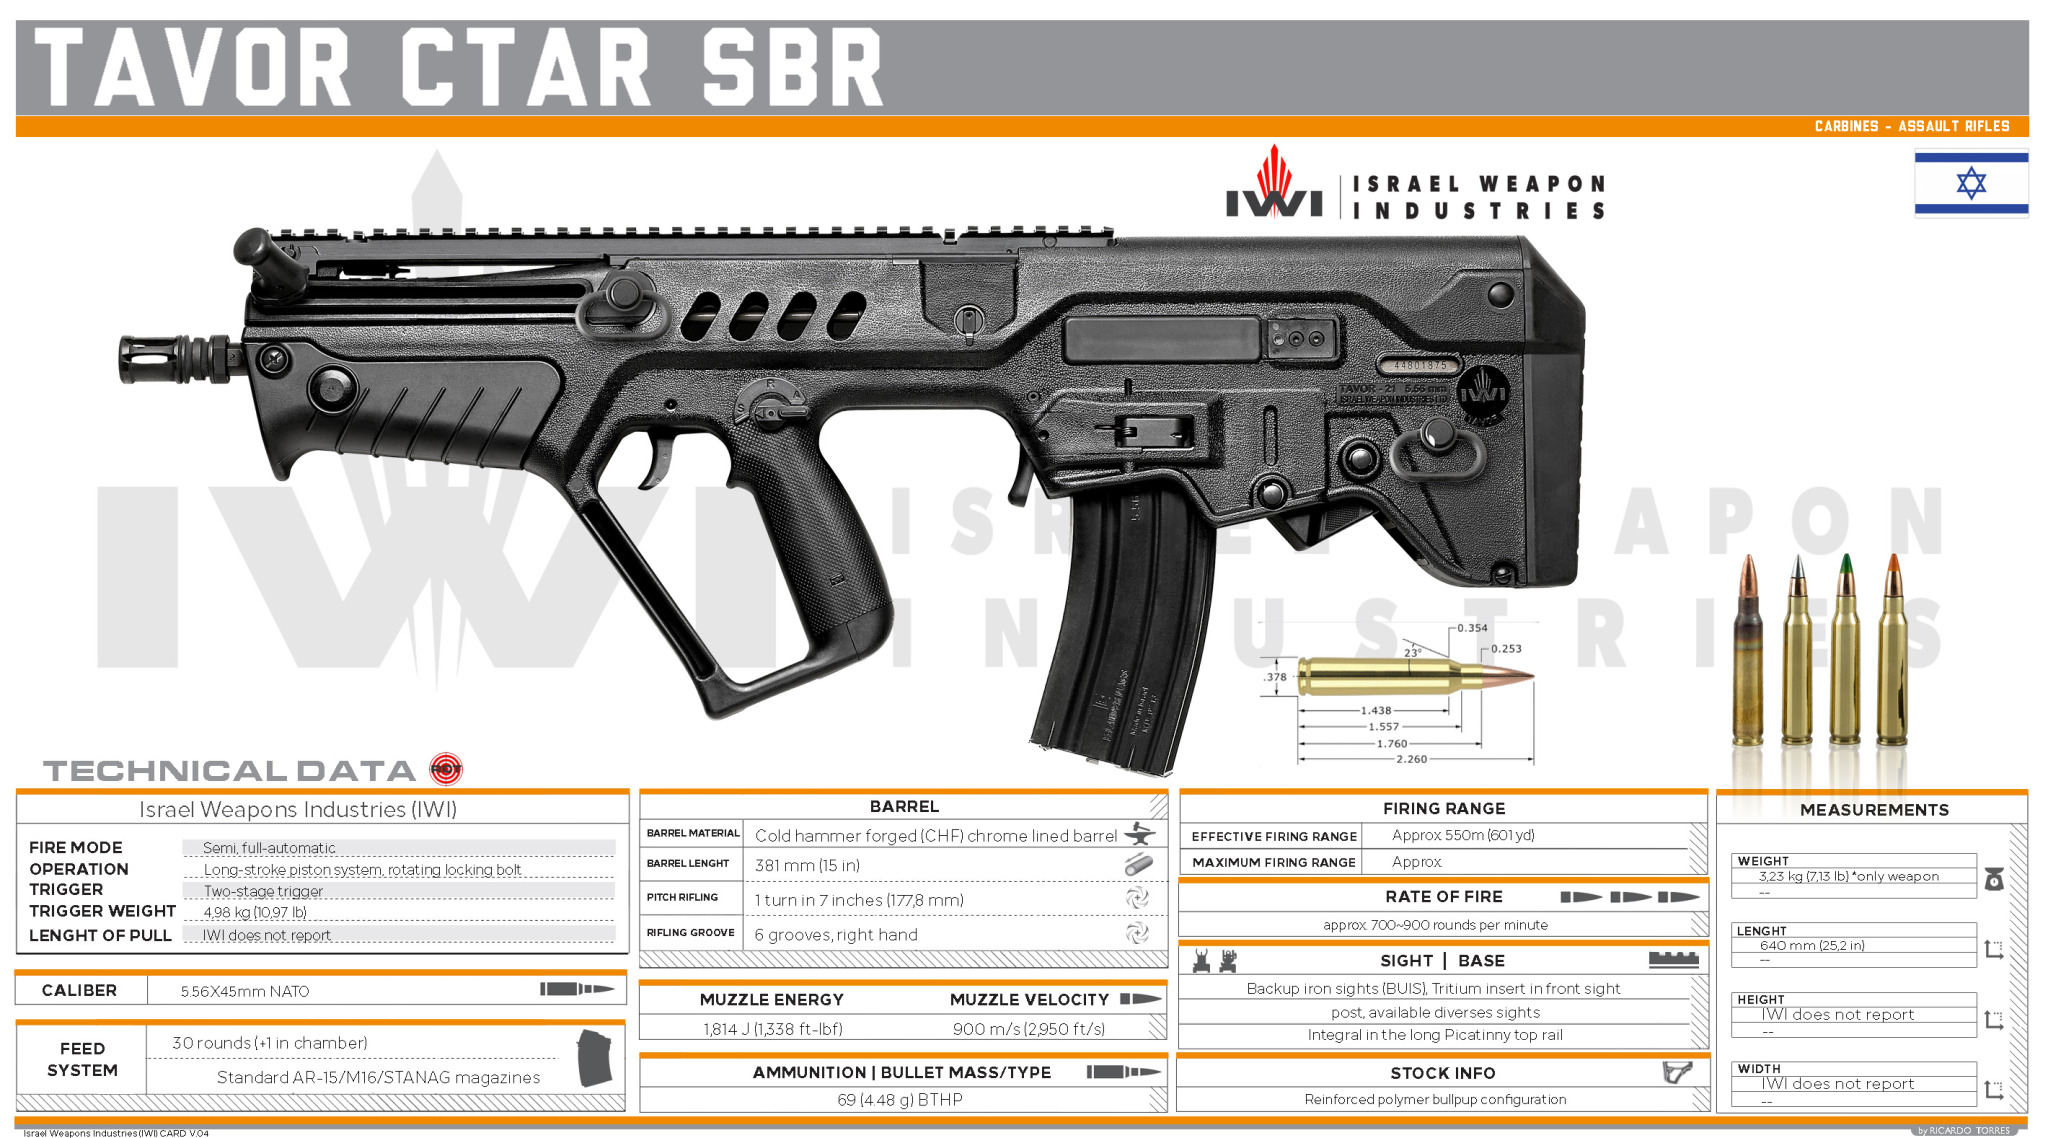 TAVOR CTAR SBR
CARBINES - ASSAULT RIFLES
IWI ISRAEL WEAPON
INDUSTRIES
R
S A
44801875
TAVOR - 21 5.56 mm
ISRAEL WEAPON INDUSTRIES LTD
IWI
IWI ISRAEL WEAPON
INDUSTRIES
0.354
23°
0.253
.378
1.438
1.557
1.760
2.260
TECHNICAL DATA
Israel Weapons Industries (IWI)
FIRE MODE Semi, full-automatic
OPERATION Long-stroke piston system, rotating locking bolt
TRIGGER Two-stage trigger
TRIGGER WEIGHT 4,98 kg (10,97 lb)
LENGHT OF PULL IWI does not report
CALIBER 5.56X45mm NATO
FEED
SYSTEM
30 rounds (+1 in chamber)
Standard AR-15/M16/STANAG magazines
BARREL
BARREL MATERIAL Cold hammer forged (CHF) chrome lined barrel
BARREL LENGHT 381 mm (15 in)
PITCH RIFLING 1 turn in 7 inches (177,8 mm)
RIFLING GROOVE 6 grooves, right hand
MUZZLE ENERGY MUZZLE VELOCITY
1,814 J (1,338 ft-lbf) 900 m/s (2,950 ft/s)
AMMUNITION | BULLET MASS/TYPE
69 (4.48 g) BTHP
FIRING RANGE
EFFECTIVE FIRING RANGE Approx 550m (601 yd)
MAXIMUM FIRING RANGE Approx.
RATE OF FIRE
approx. 700~900 rounds per minute
SIGHT | BASE
Backup iron sights (BUIS), Tritium insert in front sight
post, available diverses sights
Integral in the long Picatinny top rail
STOCK INFO
Reinforced polymer bullpup configuration
MEASUREMENTS
WEIGHT
3,23 kg (7,13 lb) *only weapon
--
LENGHT
640 mm (25,2 in)
--
HEIGHT
IWI does not report
--
WIDTH
IWI does not report
--
Israel Weapons Industries (IWI) CARD V.04
by RICARDO TORRES